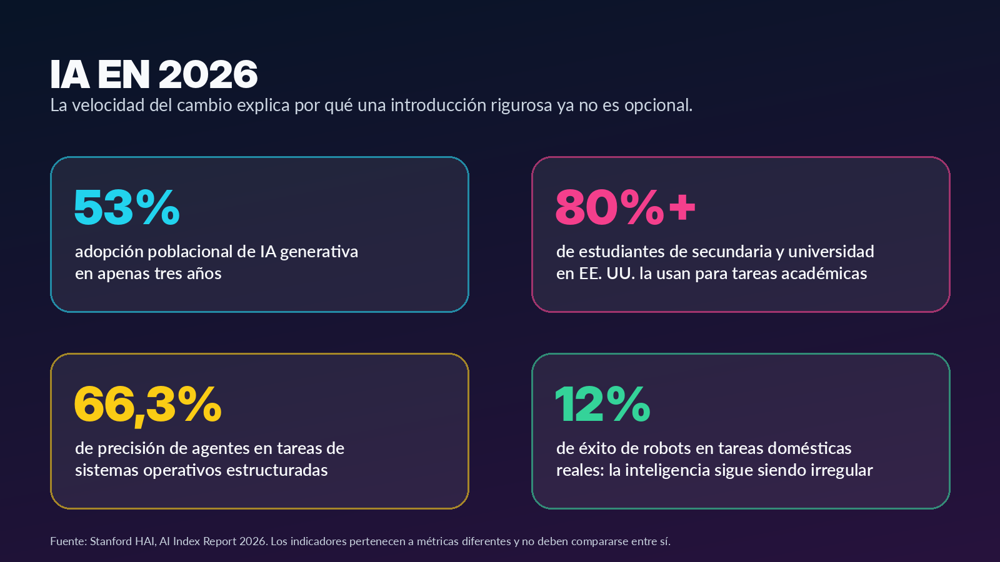 IA EN 2026
La velocidad del cambio explica por qué una introducción rigurosa ya no es opcional.
53%
adopción poblacional de IA generativa
en apenas tres años
80%+
de estudiantes de secundaria y universidad
en EE. UU. la usan para tareas académicas
66,3%
de precisión de agentes en tareas de
sistemas operativos estructuradas
12%
de éxito de robots en tareas domésticas
reales: la inteligencia sigue siendo irregular
Fuente: Stanford HAI, AI Index Report 2026. Los indicadores pertenecen a métricas diferentes y no deben compararse entre sí.